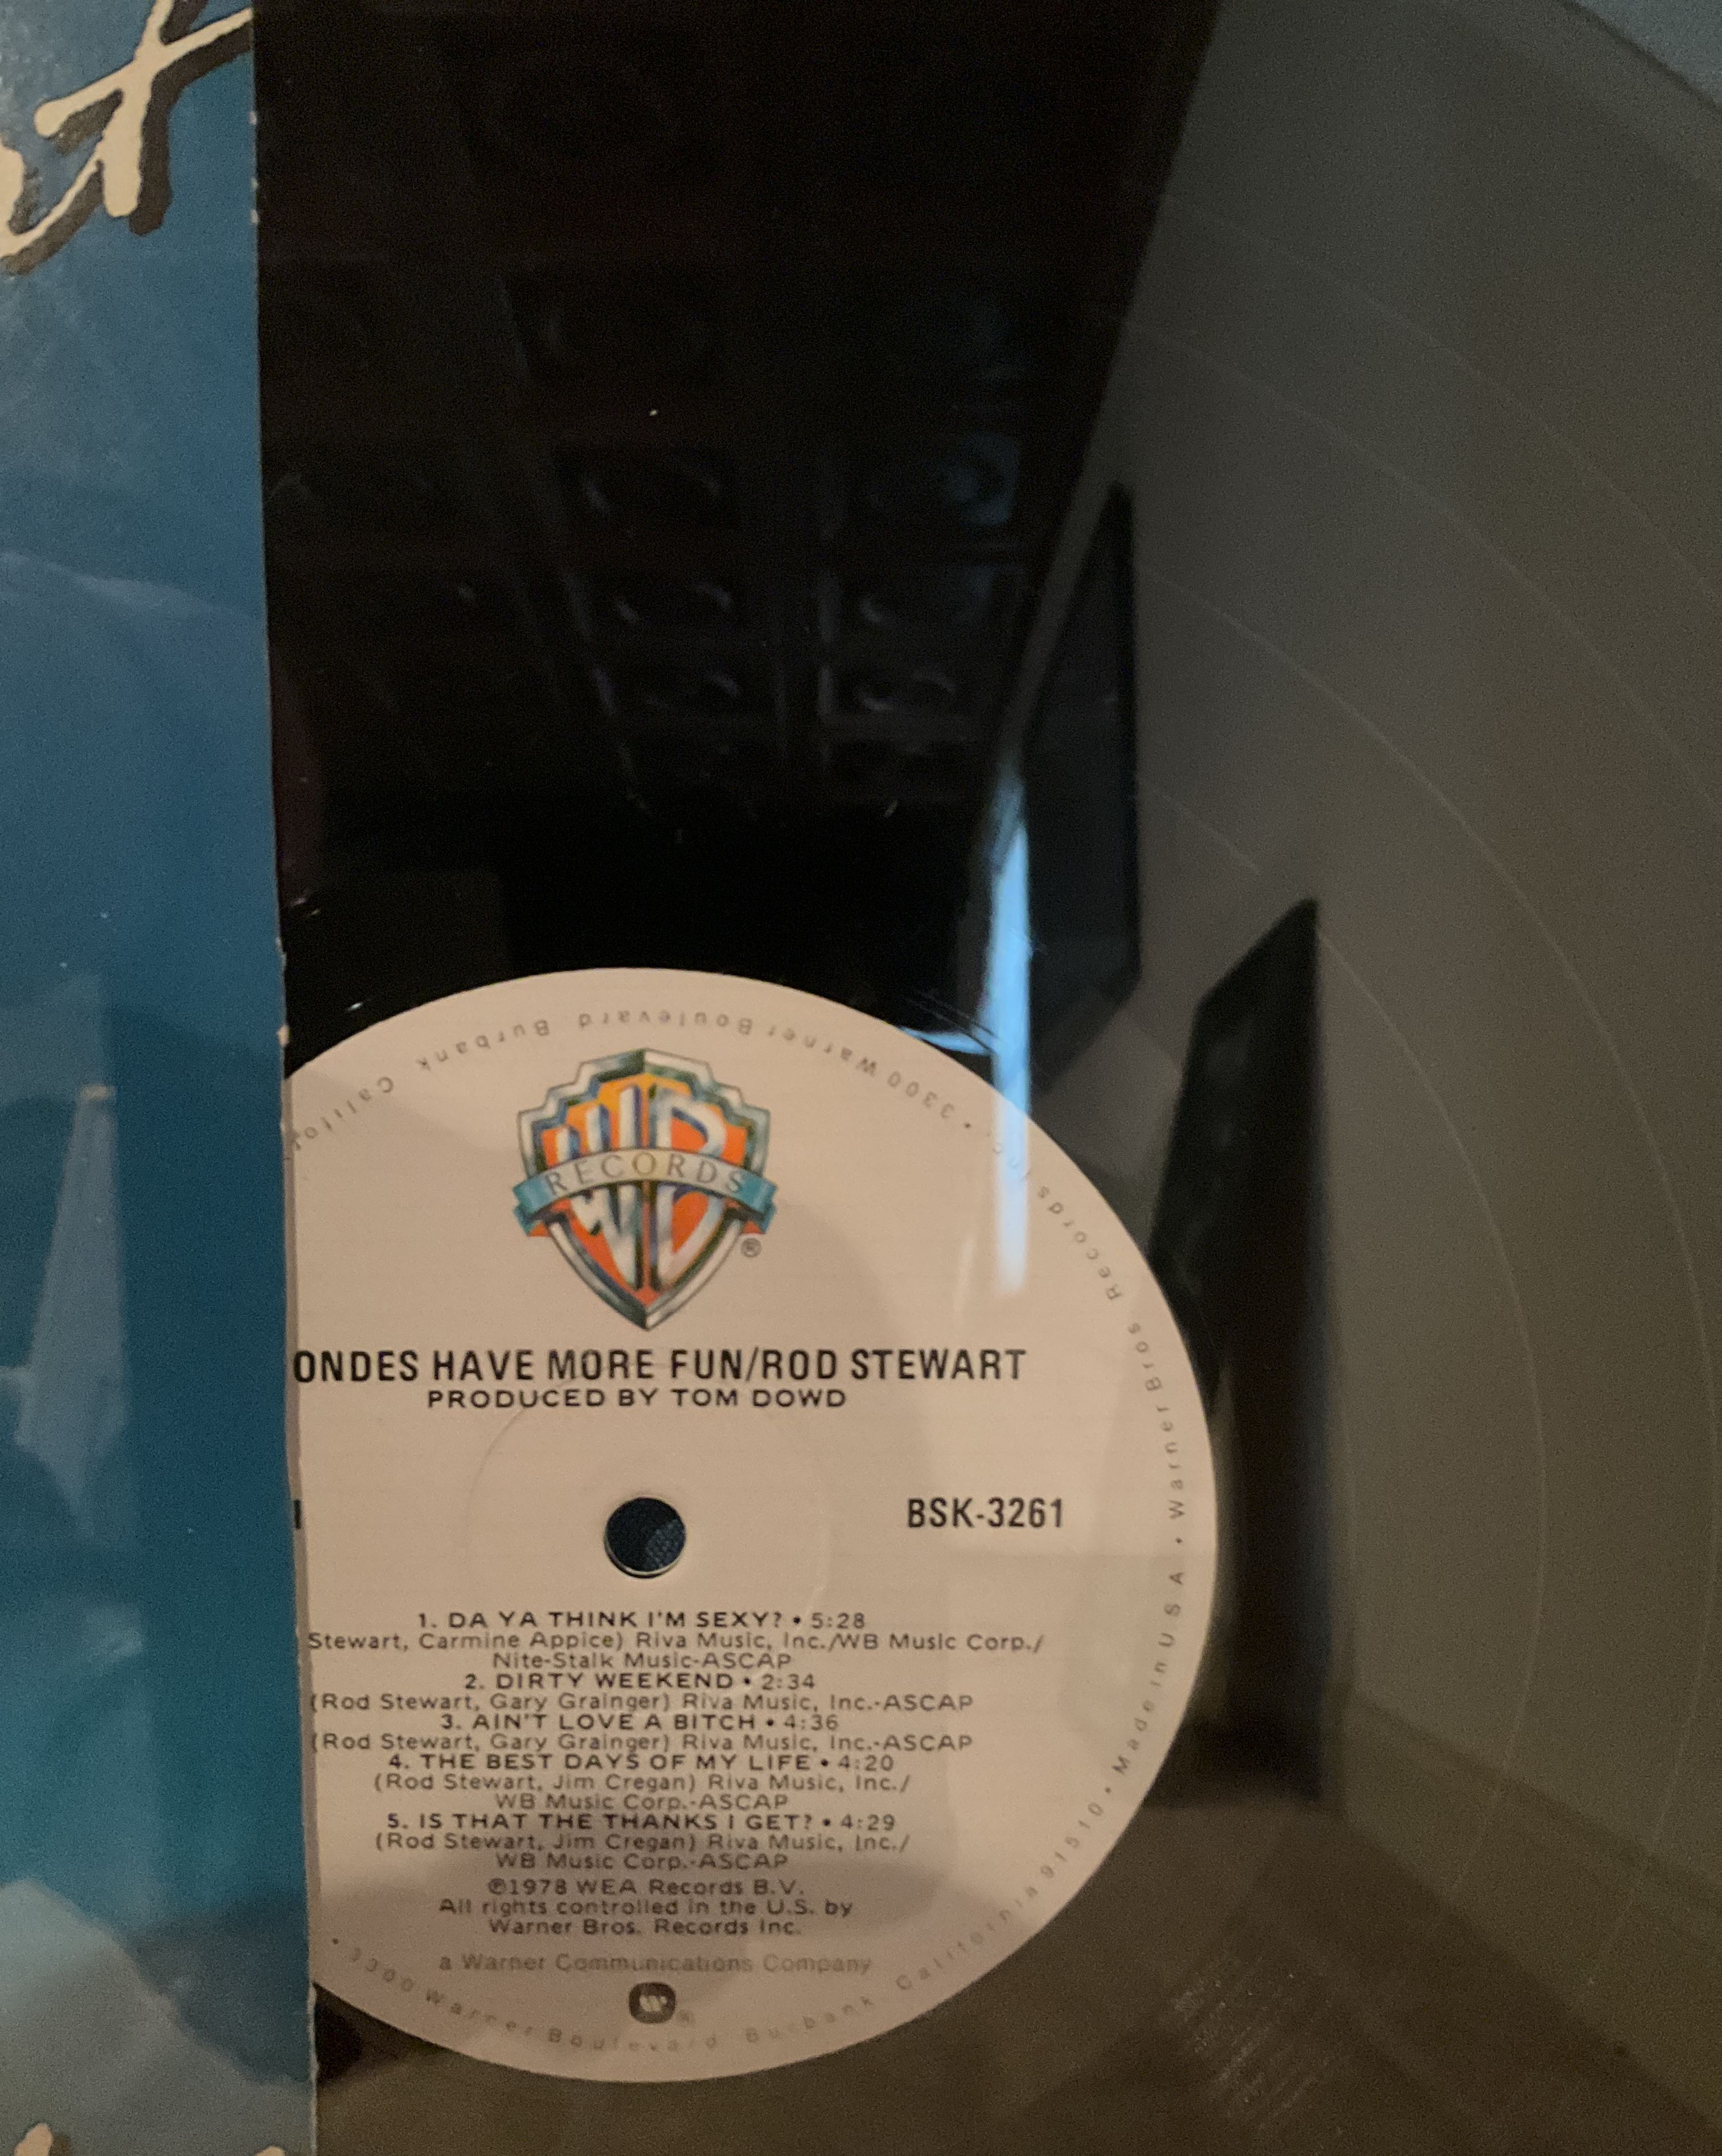 RECORDS
®
ONDES HAVE MORE FUN/ROD STEWART
PRODUCED BY TOM DOWD
BSK-3261
1. DA YA THINK I'M SEXY? • 5:28
Stewart, Carmine Appice) Riva Music, Inc./WB Music Corp./
Nite-Stalk Music-ASCAP
2. DIRTY WEEKEND • 2:34
(Rod Stewart, Gary Grainger) Riva Music, Inc.-ASCAP
3. AIN'T LOVE A BITCH • 4:36
(Rod Stewart, Gary Grainger) Riva Music, Inc.-ASCAP
4. THE BEST DAYS OF MY LIFE • 4:20
(Rod Stewart, Jim Cregan) Riva Music, Inc./
WB Music Corp.-ASCAP
5. IS THAT THE THANKS I GET? • 4:29
(Rod Stewart, Jim Cregan) Riva Music, Inc./
WB Music Corp.-ASCAP
℗1978 WEA Records B.V.
All rights controlled in the U.S. by
Warner Bros. Records Inc.
a Warner Communications Company
• 3300 Warner Boulevard Burbank California 91510 • Made in U.S.A. • Warner Bros Records Inc. • 3300 Warner Boulevard Burbank Califor